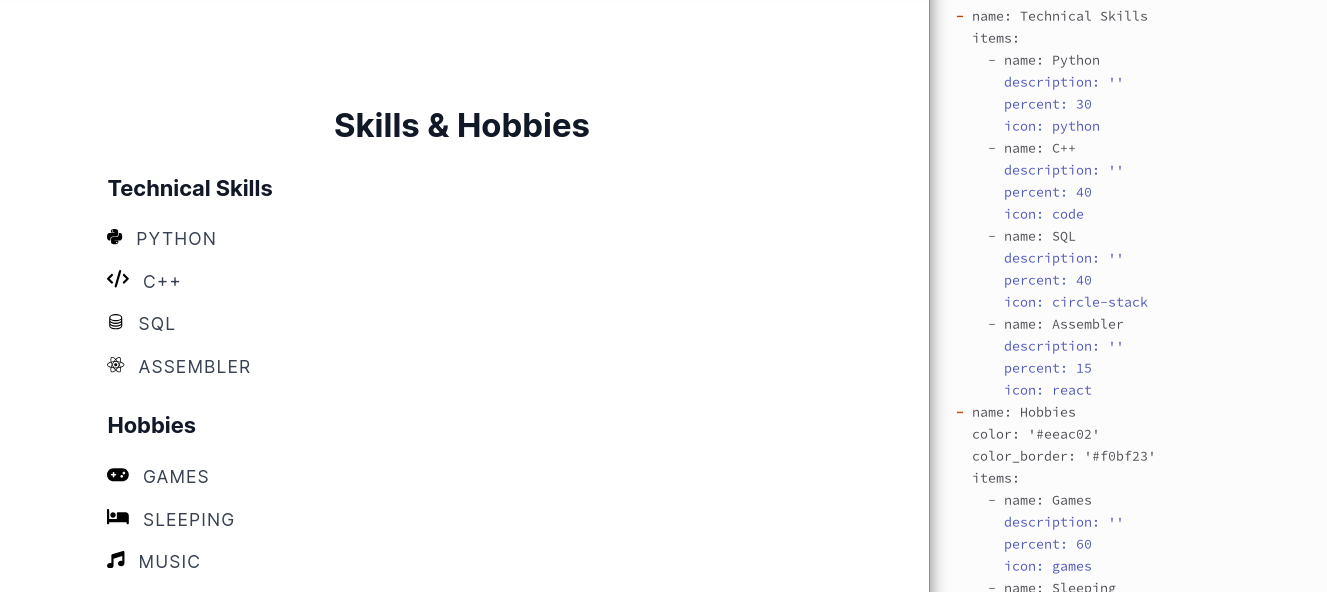 Skills & Hobbies
Technical Skills
PYTHON
C++
SQL
ASSEMBLER
Hobbies
GAMES
SLEEPING
MUSIC
- name: Technical Skills
items:
- name: Python
description: ''
percent: 30
icon: python
- name: C++
description: ''
percent: 40
icon: code
- name: SQL
description: ''
percent: 40
icon: circle-stack
- name: Assembler
description: ''
percent: 15
icon: react
- name: Hobbies
color: '#eeac02'
color_border: '#f0bf23'
items:
- name: Games
description: ''
percent: 60
icon: games
- name: Sleeping